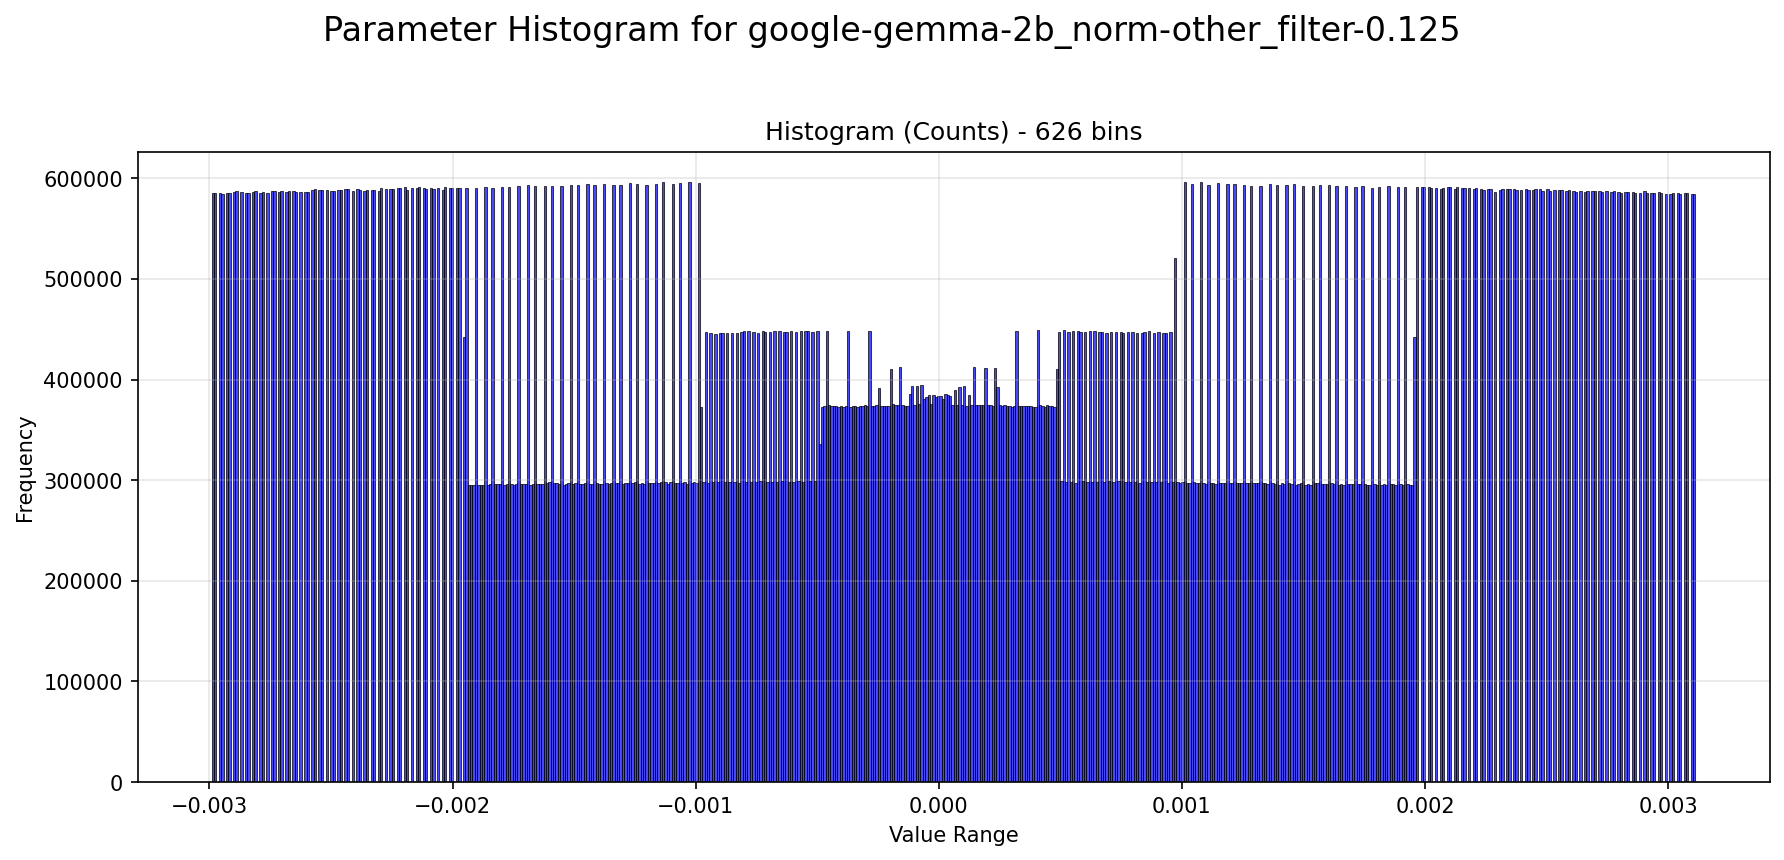 Parameter Histogram for google-gemma-2b_norm-other_filter-0.125
Histogram (Counts) - 626 bins
600000
500000
400000
300000
200000
100000
0
Frequency
−0.003 −0.002 −0.001 0.000 0.001 0.002 0.003
Value Range